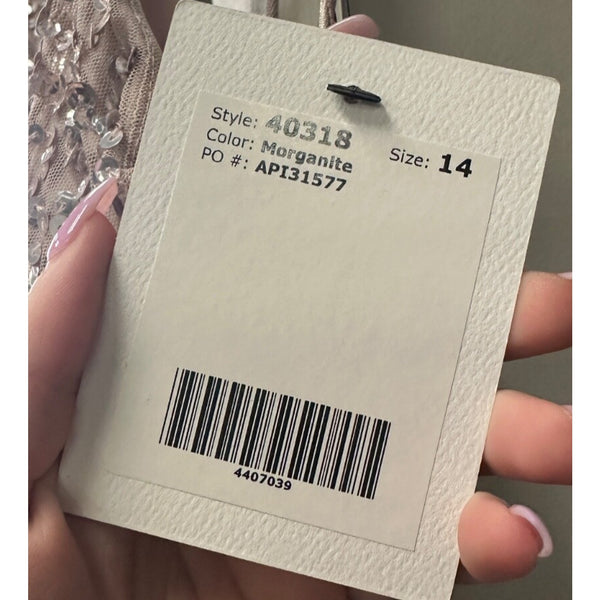 Style: 40318
Color: Morganite Size: 14
PO #: API31577
4407039